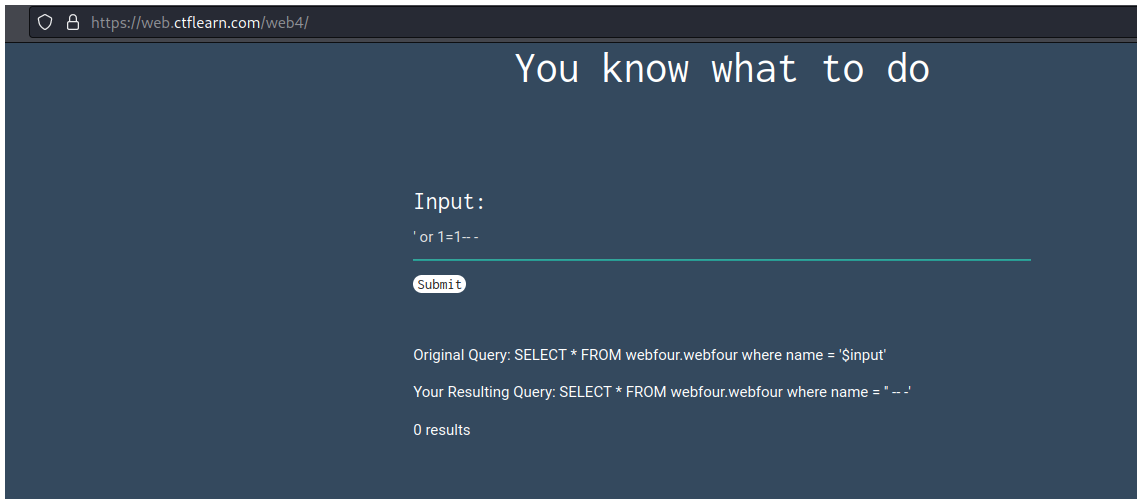 https://web.ctflearn.com/web4/
You know what to do
Input:
' or 1=1-- -
Submit
Original Query: SELECT * FROM webfour.webfour where name = '$input'
Your Resulting Query: SELECT * FROM webfour.webfour where name = '' -- -'
0 results